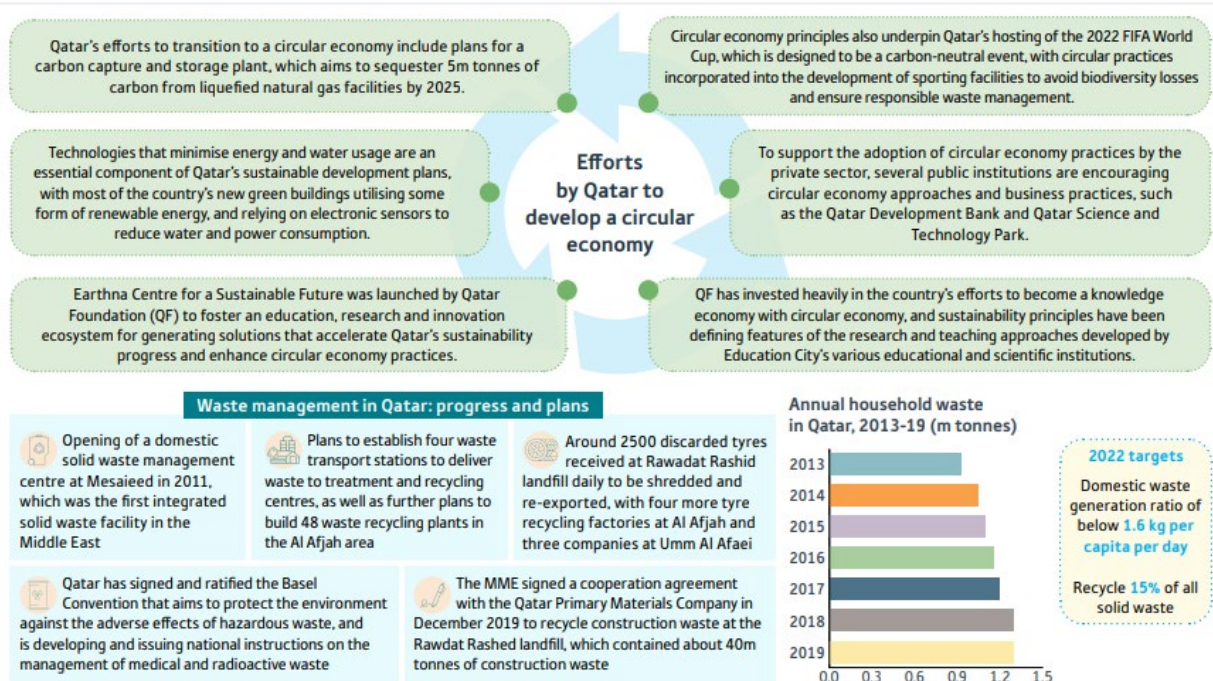 Qatar's efforts to transition to a circular economy include plans for a
carbon capture and storage plant, which aims to sequester 5m tonnes of
carbon from liquefied natural gas facilities by 2025.
Circular economy principles also underpin Qatar's hosting of the 2022 FIFA World
Cup, which is designed to be a carbon-neutral event, with circular practices
incorporated into the development of sporting facilities to avoid biodiversity losses
and ensure responsible waste management.
Technologies that minimise energy and water usage are an
essential component of Qatar's sustainable development plans,
with most of the country's new green buildings utilising some
form of renewable energy, and relying on electronic sensors to
reduce water and power consumption.
Efforts
by Qatar to
develop a circular
economy
To support the adoption of circular economy practices by the
private sector, several public institutions are encouraging
circular economy approaches and business practices, such
as the Qatar Development Bank and Qatar Science and
Technology Park.
Earthna Centre for a Sustainable Future was launched by Qatar
Foundation (QF) to foster an education, research and innovation
ecosystem for generating solutions that accelerate Qatar's sustainability
progress and enhance circular economy practices.
QF has invested heavily in the country's efforts to become a knowledge
economy with circular economy, and sustainability principles have been
defining features of the research and teaching approaches developed by
Education City's various educational and scientific institutions.
Waste management in Qatar: progress and plans
Opening of a domestic
solid waste management
centre at Mesaieed in 2011,
which was the first integrated
solid waste facility in the
Middle East
Plans to establish four waste
transport stations to deliver
waste to treatment and recycling
centres, as well as further plans to
build 48 waste recycling plants in
the Al Afjah area
Around 2500 discarded tyres
received at Rawadat Rashid
landfill daily to be shredded and
re-exported, with four more tyre
recycling factories at Al Afjah and
three companies at Umm Al Afaei
Qatar has signed and ratified the Basel
Convention that aims to protect the environment
against the adverse effects of hazardous waste, and
is developing and issuing national instructions on the
management of medical and radioactive waste
The MME signed a cooperation agreement
with the Qatar Primary Materials Company in
December 2019 to recycle construction waste at the
Rawdat Rashed landfill, which contained about 40m
tonnes of construction waste
Annual household waste
in Qatar, 2013-19 (m tonnes)
2013
2014
2015
2016
2017
2018
2019
0.0 0.3 0.6 0.9 1.2 1.5
2022 targets
Domestic waste
generation ratio of
below 1.6 kg per
capita per day
Recycle 15% of all
solid waste